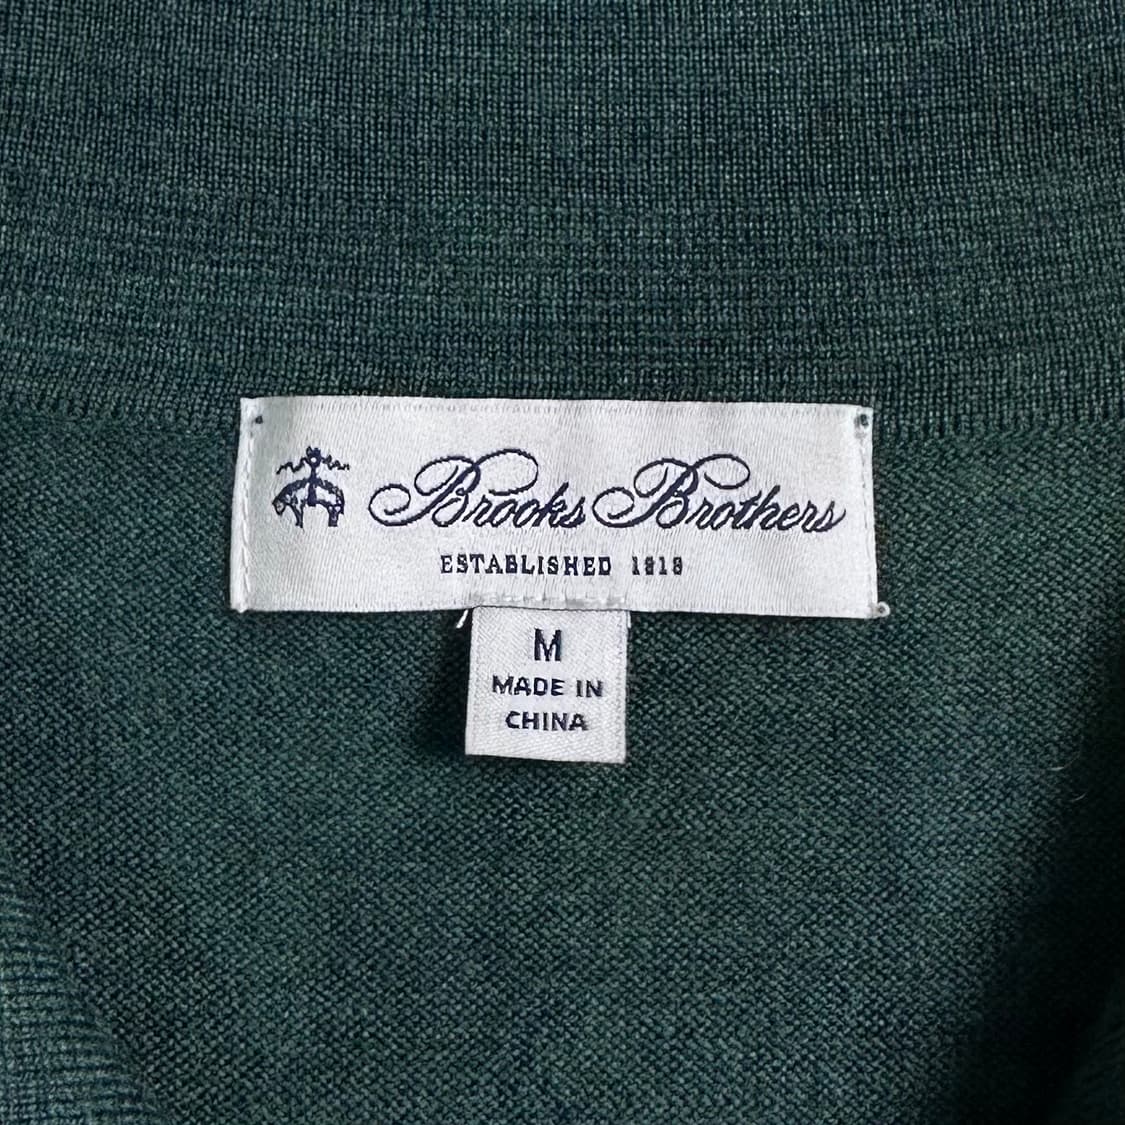 Brooks Brothers
ESTABLISHED 1818
M
MADE IN
CHINA